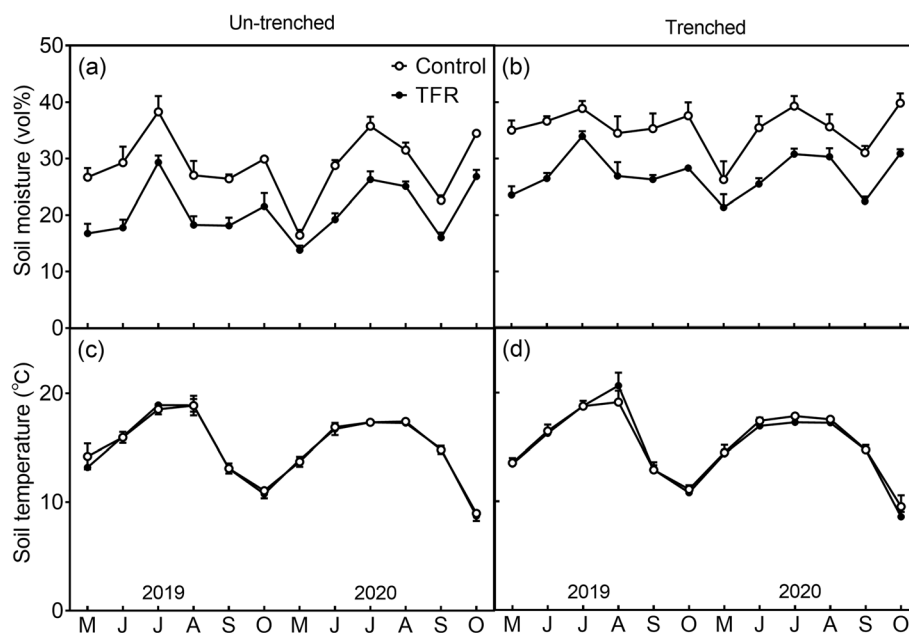 Un-trenched
Trenched
Soil moisture (vol%)
50
40
30
20
10
0
(a)
Control
TFR
(b)
Soil temperature (℃)
20
10
0
(c)
(d)
2019
2020
2019
2020
M J J A S O M J J A S O
M J J A S O M J J A S O